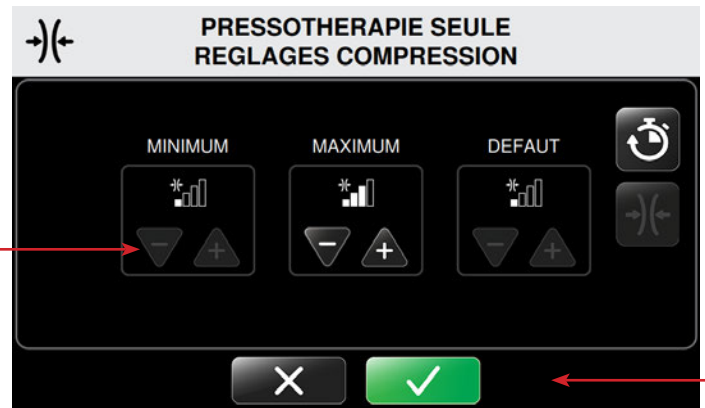 PRESSOTHERAPIE SEULE
REGLAGES COMPRESSION
MINIMUM
MAXIMUM
DEFAUT